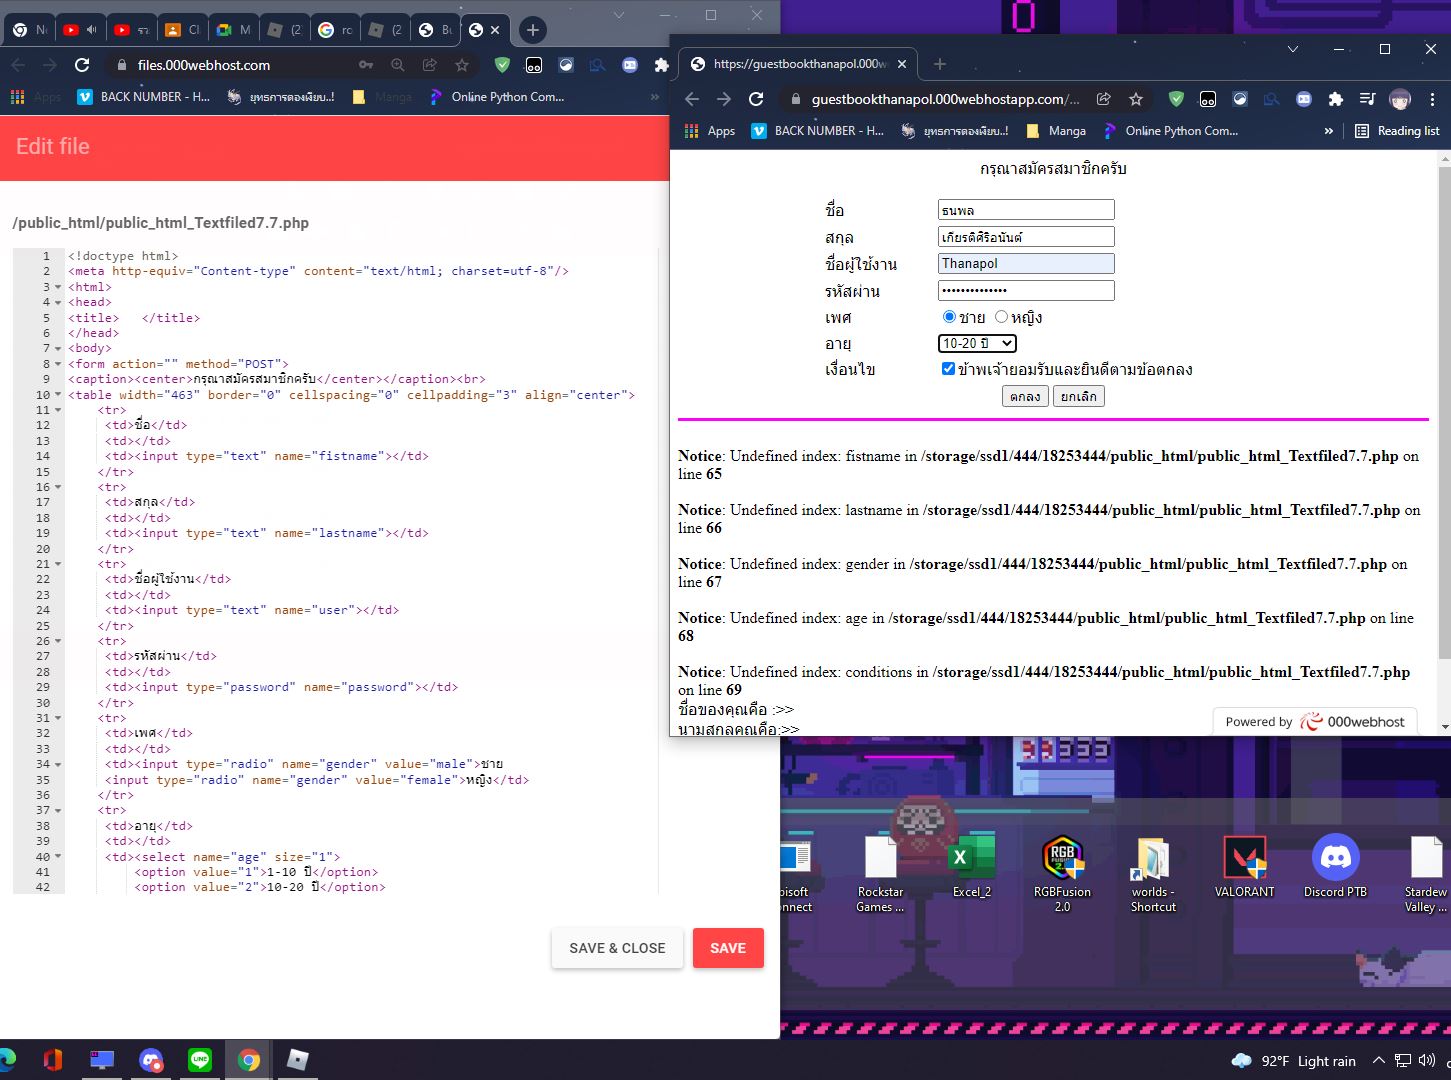 N
รว
Cl
M
(2
rc
(2
Bu
files.000webhost.com
Apps
BACK NUMBER - H...
ยุทธการดองเงียบ..!
Manga
Online Python Com...
»
Edit file
/public_html/public_html_Textfiled7.7.php
1 <!doctype html>
2 <meta http-equiv="Content-type" content="text/html; charset=utf-8"/>
3 <html>
4 <head>
5 <title>   </title>
6 </head>
7 <body>
8 <form action="" method="POST">
9 <caption><center>กรุณาสมัครสมาชิกครับ</center></caption><br>
10 <table width="463" border="0" cellspacing="0" cellpadding="3" align="center">
11 <tr>
12 <td>ชื่อ</td>
13 <td></td>
14 <td><input type="text" name="fistname"></td>
15 </tr>
16 <tr>
17 <td>สกุล</td>
18 <td></td>
19 <td><input type="text" name="lastname"></td>
20 </tr>
21 <tr>
22 <td>ชื่อผู้ใช้งาน</td>
23 <td></td>
24 <td><input type="text" name="user"></td>
25 </tr>
26 <tr>
27 <td>รหัสผ่าน</td>
28 <td></td>
29 <td><input type="password" name="password"></td>
30 </tr>
31 <tr>
32 <td>เพศ</td>
33 <td></td>
34 <td><input type="radio" name="gender" value="male">ชาย
35 <input type="radio" name="gender" value="female">หญิง</td>
36 </tr>
37 <tr>
38 <td>อายุ</td>
39 <td></td>
40 <td><select name="age" size="1">
41 <option value="1">1-10 ปี</option>
42 <option value="2">10-20 ปี</option>
SAVE & CLOSE
SAVE
https://guestbookthanapol.000w
guestbookthanapol.000webhostapp.com/...
Apps
BACK NUMBER - H...
ยุทธการดองเงียบ..!
Manga
Online Python Com...
»
Reading list
กรุณาสมัครสมาชิกครับ
ชื่อ ธนพล
สกุล เกียรติศิริอนันต์
ชื่อผู้ใช้งาน Thanapol
รหัสผ่าน ••••••••••••••
เพศ ชาย หญิง
อายุ 10-20 ปี
เงื่อนไข ข้าพเจ้ายอมรับและยินดีตามข้อตกลง
ตกลง ยกเลิก
Notice: Undefined index: fistname in /storage/ssd1/444/18253444/public_html/public_html_Textfiled7.7.php on
line 65
Notice: Undefined index: lastname in /storage/ssd1/444/18253444/public_html/public_html_Textfiled7.7.php on
line 66
Notice: Undefined index: gender in /storage/ssd1/444/18253444/public_html/public_html_Textfiled7.7.php on
line 67
Notice: Undefined index: age in /storage/ssd1/444/18253444/public_html/public_html_Textfiled7.7.php on line
68
Notice: Undefined index: conditions in /storage/ssd1/444/18253444/public_html/public_html_Textfiled7.7.php
on line 69
ชื่อของคุณคือ :>>
นามสกุลคุณคือ:>>
Powered by 000webhost
bisoft
nnect
Rockstar
Games ...
Excel_2
RGB
RGBFusion
2.0
worlds -
Shortcut
VALORANT
Discord PTB
Stardew
Valley ...
LINE
92°F Light rain